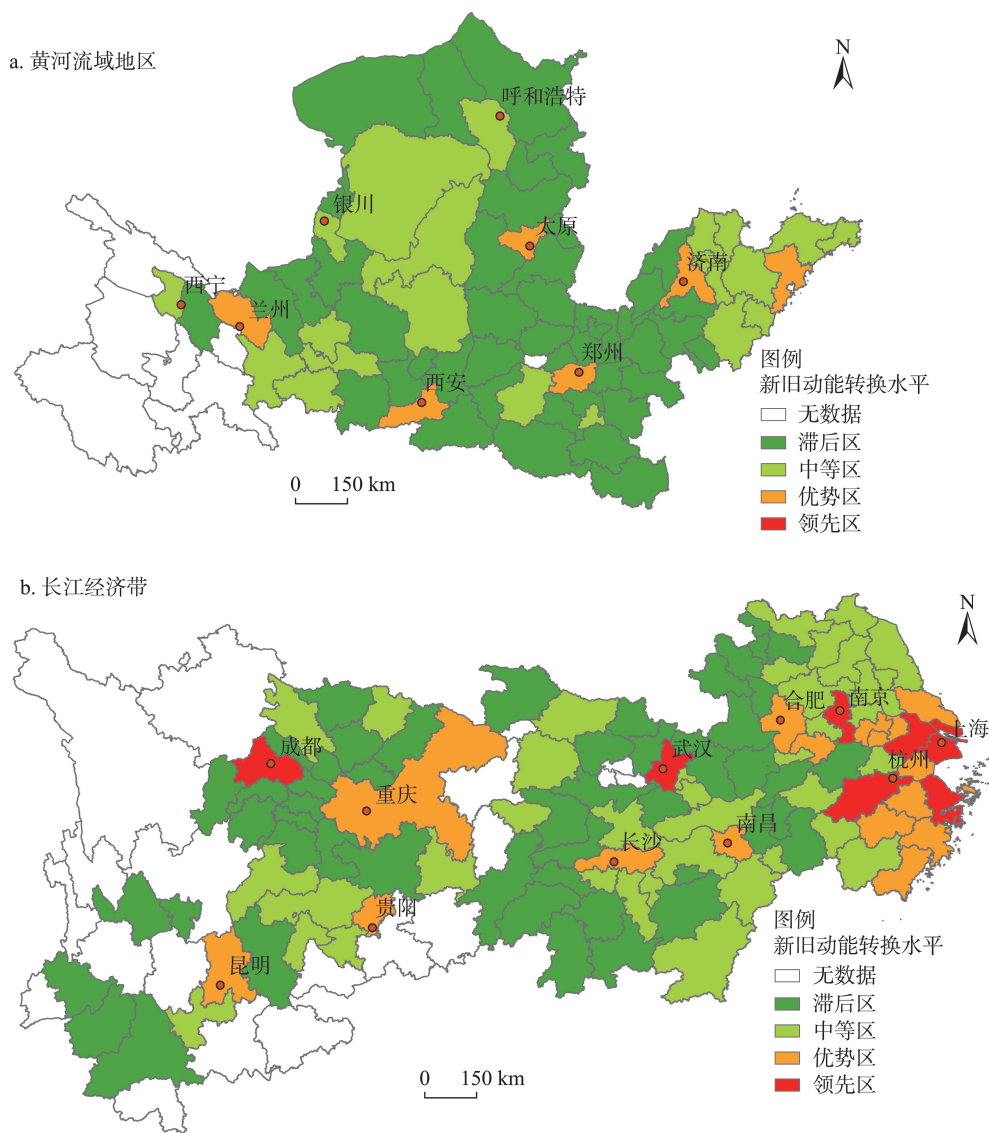 a. 黄河流域地区
N
呼和浩特
银川
太原
西宁
济南
兰州
郑州
西安
图例
新旧动能转换水平
无数据
滞后区
中等区
优势区
领先区
0 150 km
b. 长江经济带
N
合肥
南京
上海
成都
武汉
杭州
重庆
长沙
南昌
贵阳
昆明
图例
新旧动能转换水平
无数据
滞后区
中等区
优势区
领先区
0 150 km